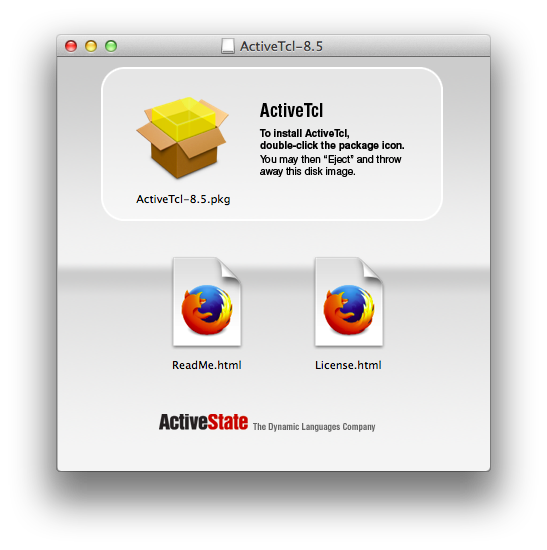 ActiveTcl-8.5
ActiveTcl
To install ActiveTcl,
double-click the package icon.
You may then “Eject” and throw
away this disk image.
ActiveTcl-8.5.pkg
ReadMe.html
License.html
ActiveState The Dynamic Languages Company